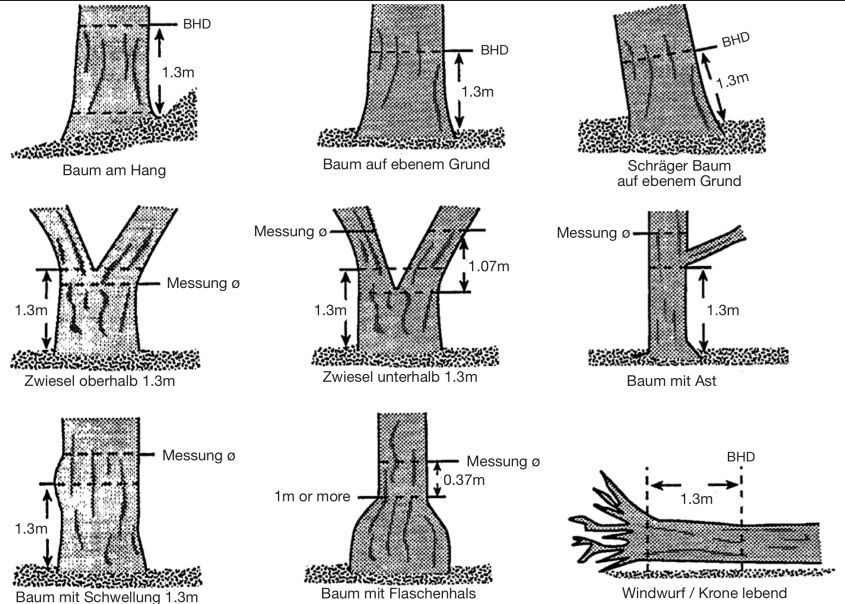 BHD
1.3m
Baum am Hang
BHD
1.3m
Baum auf ebenem Grund
BHD
1.3m
Schräger Baum
auf ebenem Grund
Messung ø
1.3m
Zwiesel oberhalb 1.3m
Messung ø
1.07m
1.3m
Zwiesel unterhalb 1.3m
Messung ø
1.3m
Baum mit Ast
Messung ø
1.3m
Baum mit Schwellung 1.3m
Messung ø
0.37m
1m or more
Baum mit Flaschenhals
BHD
1.3m
Windwurf / Krone lebend